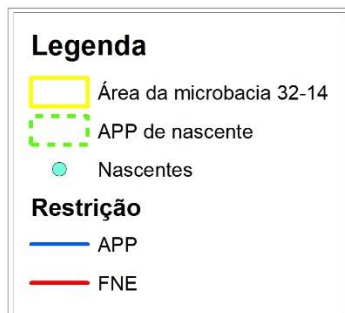 Legenda
Área da microbacia 32-14
APP de nascente
Nascentes
Restrição
APP
FNE